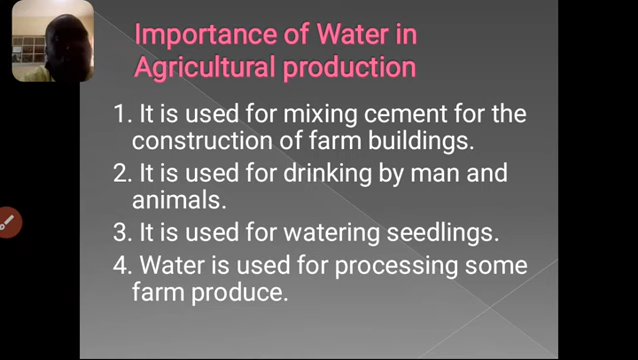 Importance of Water in
Agricultural production
1. It is used for mixing cement for the
construction of farm buildings.
2. It is used for drinking by man and
animals.
3. It is used for watering seedlings.
4. Water is used for processing some
farm produce.